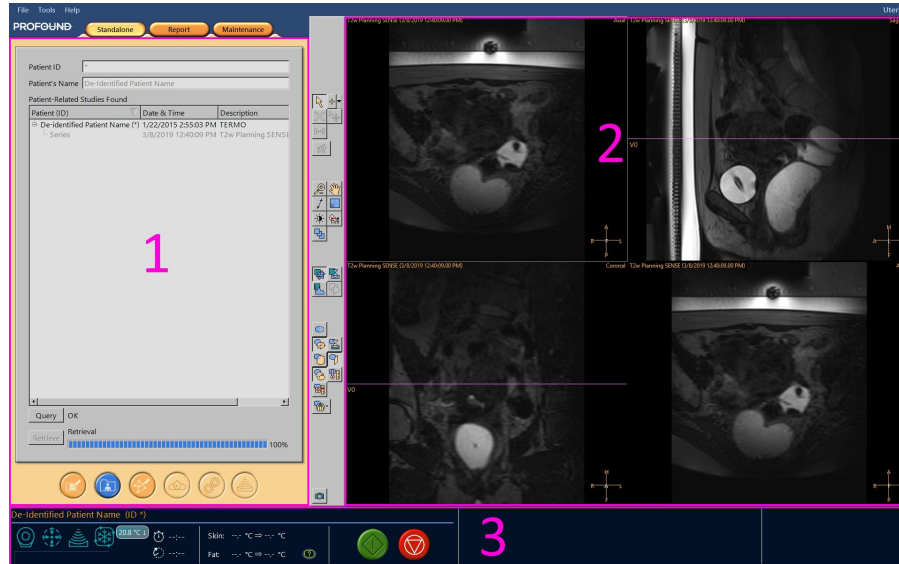 File Tools Help
Uter
PROFOUND
Standalone Report Maintenance
Patient ID *
Patient's Name De-Identified Patient Name
Patient-Related Studies Found
Patient (ID) Date & Time Description
De-identified Patient Name (*) 1/22/2015 2:55:03 PM TERMO
Series 3/8/2019 12:40:09 PM T2w Planning SENSE
1
Query OK
Retrieve Retrieval
100%
T2w Planning SENSE (3/8/2019 12:40:09.00 PM) Axial
T2w Planning SENSE (3/8/2019 12:40:09.00 PM) Sag
2
VO
A
R L
P
H
A
F
T2w Planning SENSE (3/8/2019 12:40:09.00 PM) Coronal
T2w Planning SENSE (3/8/2019 12:40:09.00 PM) A
VO
H
R L
F
A
R L
P
De-Identified Patient Name (ID *)
20.8 °C
--:--
--:--
Skin: --.- °C ⇒ --.- °C
Fat: --.- °C ⇒ --.- °C ?
3